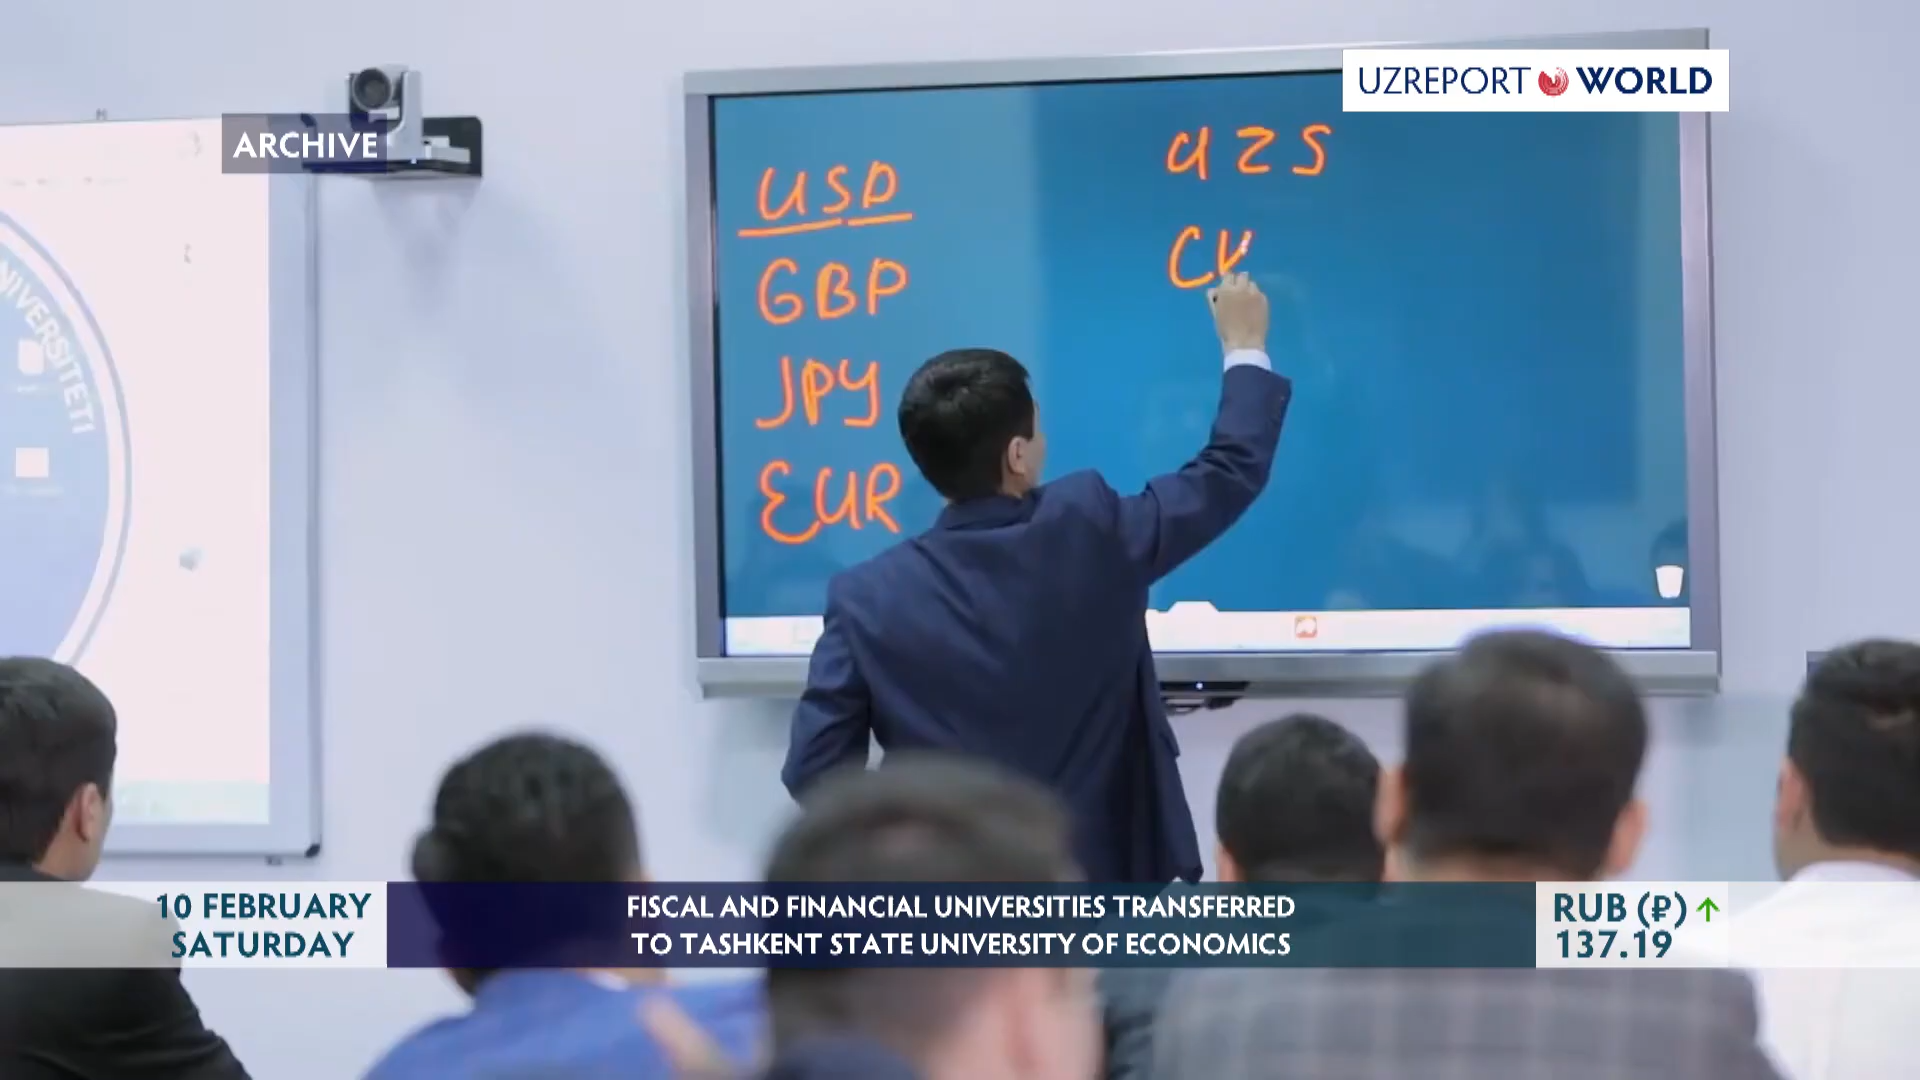 UZREPORT WORLD
ARCHIVE
USD
UZS
GBP
JPY
EUR
NIVERSITETI
10 FEBRUARY
SATURDAY
FISCAL AND FINANCIAL UNIVERSITIES TRANSFERRED
TO TASHKENT STATE UNIVERSITY OF ECONOMICS
RUB (₽)↑
137.19